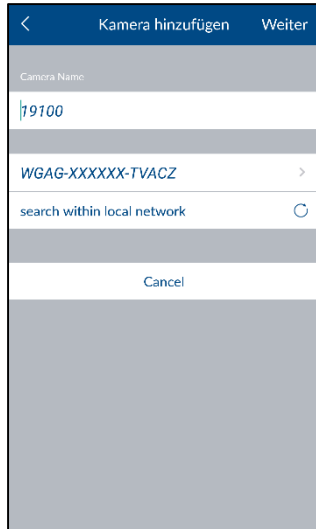 Kamera hinzufügen Weiter
Camera Name
19100
WGAG-XXXXXX-TVACZ
search within local network
Cancel